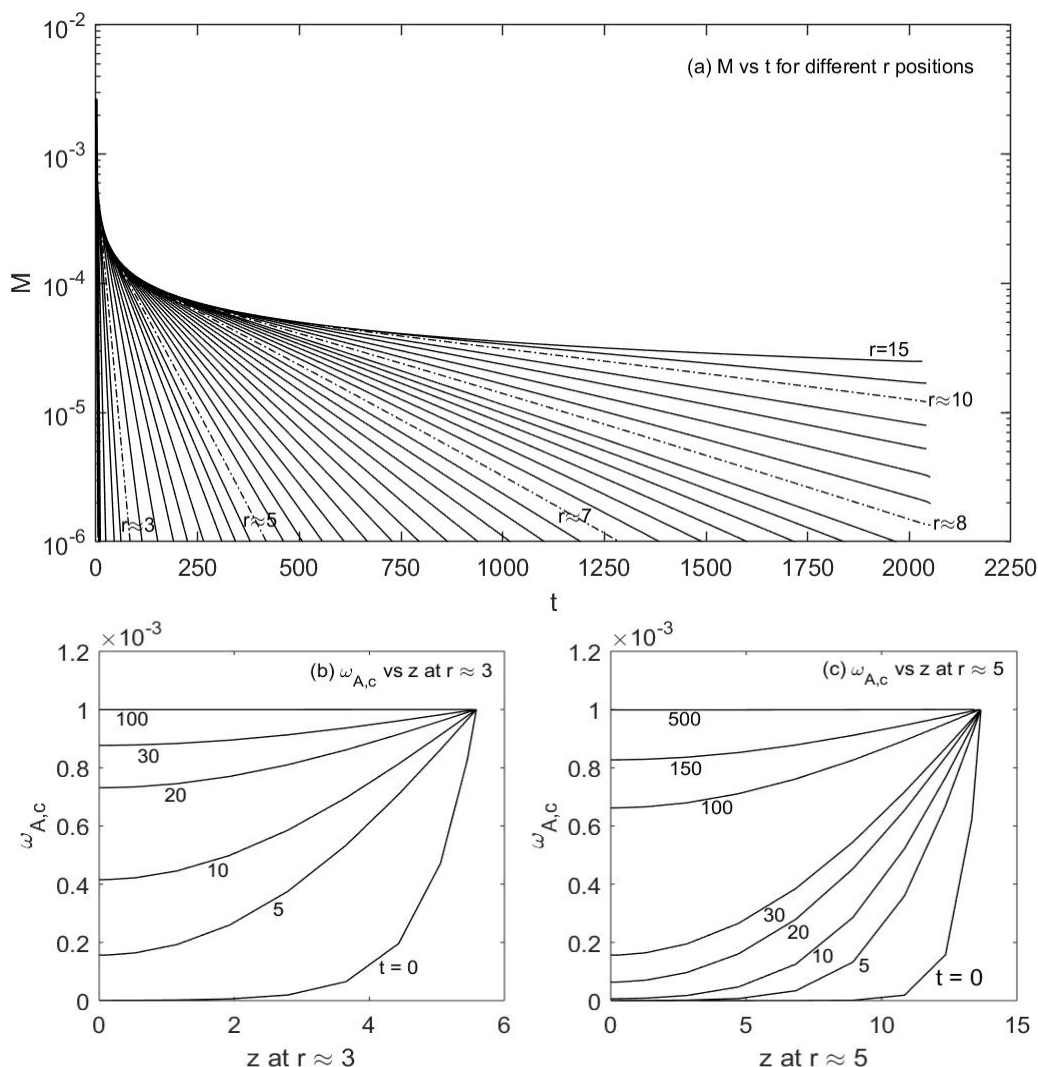 10⁻²
(a) M vs t for different r positions
10⁻³
M
10⁻⁴
r=15
r≈10
10⁻⁵
r≈3
r≈5
r≈7
r≈8
10⁻⁶
0 250 500 750 1000 1250 1500 1750 2000 2250
t
×10⁻³
1.2
(b) ω_A,c vs z at r ≈ 3
1
100
30
0.8
20
ω_A,c
0.6
0.4
10
5
0.2
t = 0
0
0 2 4 6
z at r ≈ 3
×10⁻³
1.2
(c) ω_A,c vs z at r ≈ 5
1
500
150
0.8
100
ω_A,c
0.6
0.4
30
20
0.2
10
5
t = 0
0
0 5 10 15
z at r ≈ 5